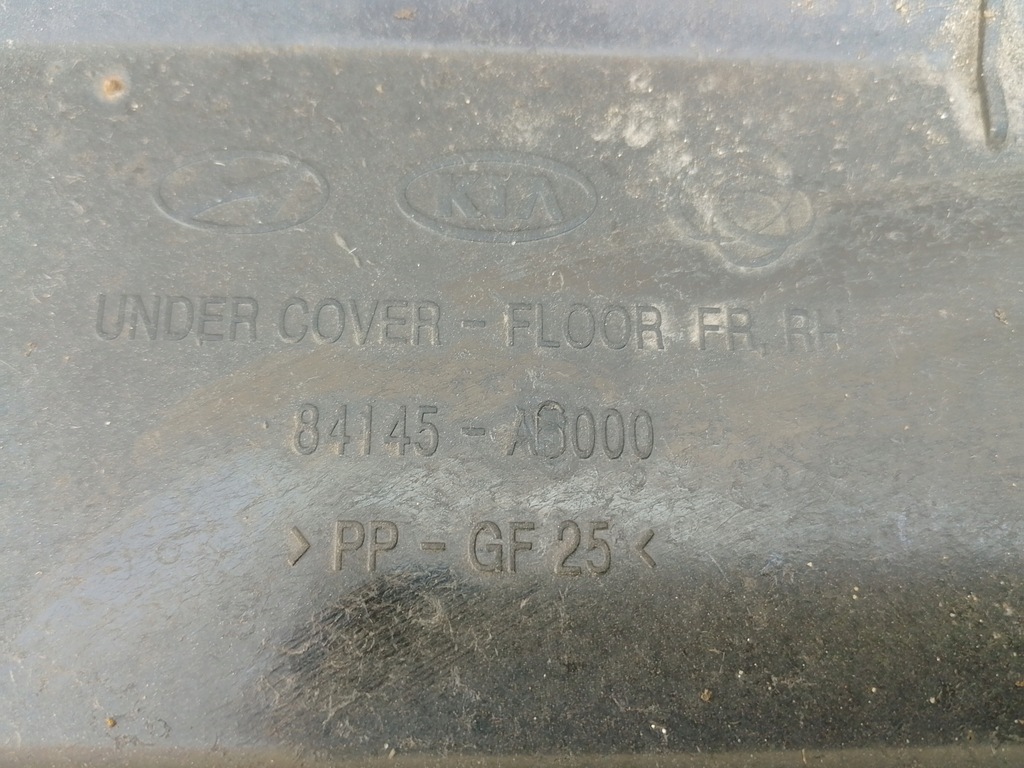 KIA
UNDER COVER - FLOOR FR, RH
84145 - A6000
>PP - GF 25<